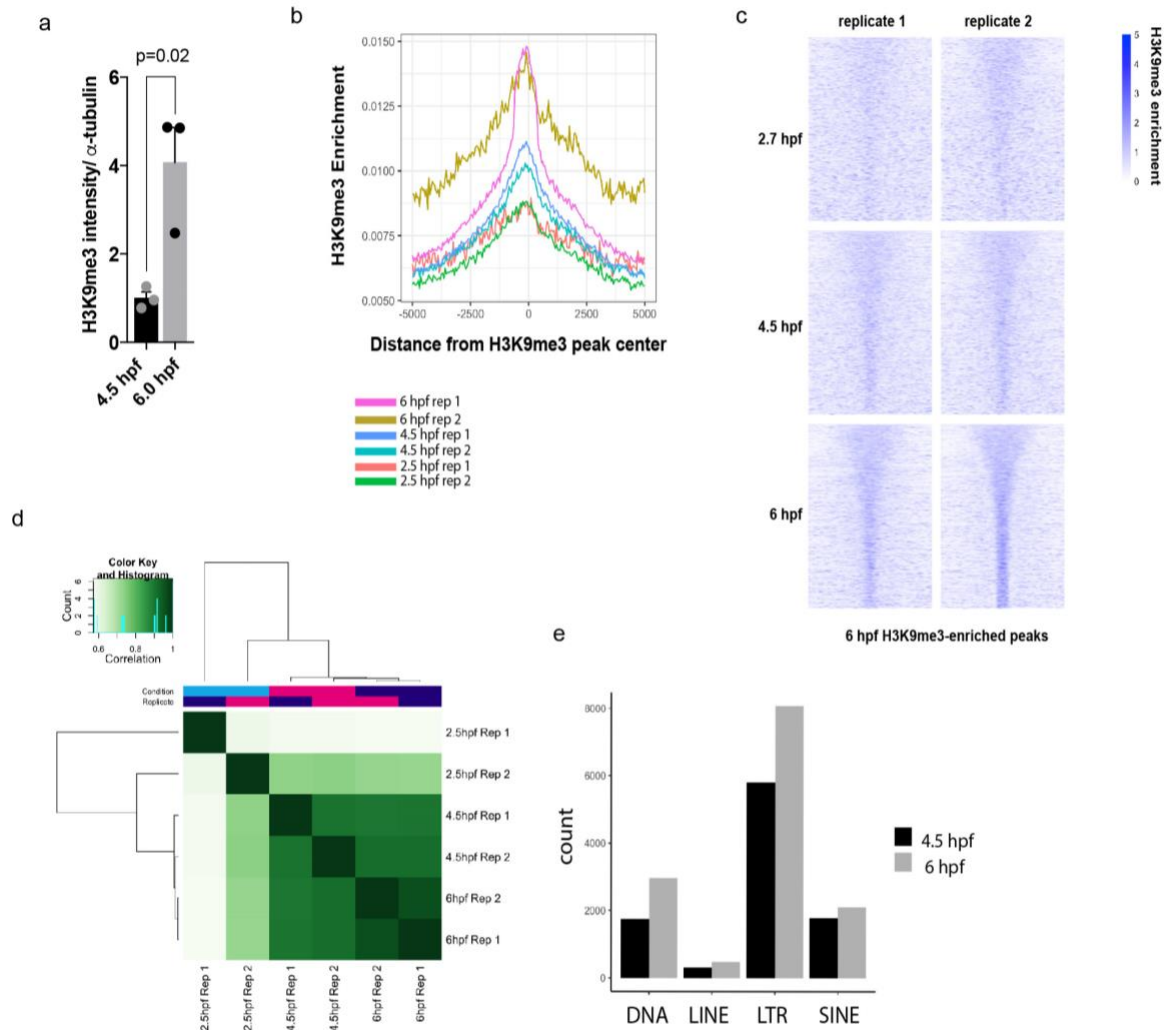 a
p=0.02
H3K9me3 intensity/ α-tubulin
6
4
2
0
4.5 hpf
6.0 hpf
b
H3K9me3 Enrichment
0.0150
0.0125
0.0100
0.0075
0.0050
-5000
-2500
0
2500
5000
Distance from H3K9me3 peak center
6 hpf rep 1
6 hpf rep 2
4.5 hpf rep 1
4.5 hpf rep 2
2.5 hpf rep 1
2.5 hpf rep 2
c
replicate 1
replicate 2
2.7 hpf
4.5 hpf
6 hpf
6 hpf H3K9me3-enriched peaks
5
4
3
2
1
0
H3K9me3 enrichment
d
Color Key
and Histogram
Count
6
4
2
0
0.6
0.8
1
Correlation
Condition
Replicate
2.5hpf Rep 1
2.5hpf Rep 2
4.5hpf Rep 1
4.5hpf Rep 2
6hpf Rep 2
6hpf Rep 1
2.5hpf Rep 1
2.5hpf Rep 2
4.5hpf Rep 1
4.5hpf Rep 2
6hpf Rep 2
6hpf Rep 1
e
count
8000
6000
4000
2000
0
DNA
LINE
LTR
SINE
4.5 hpf
6 hpf